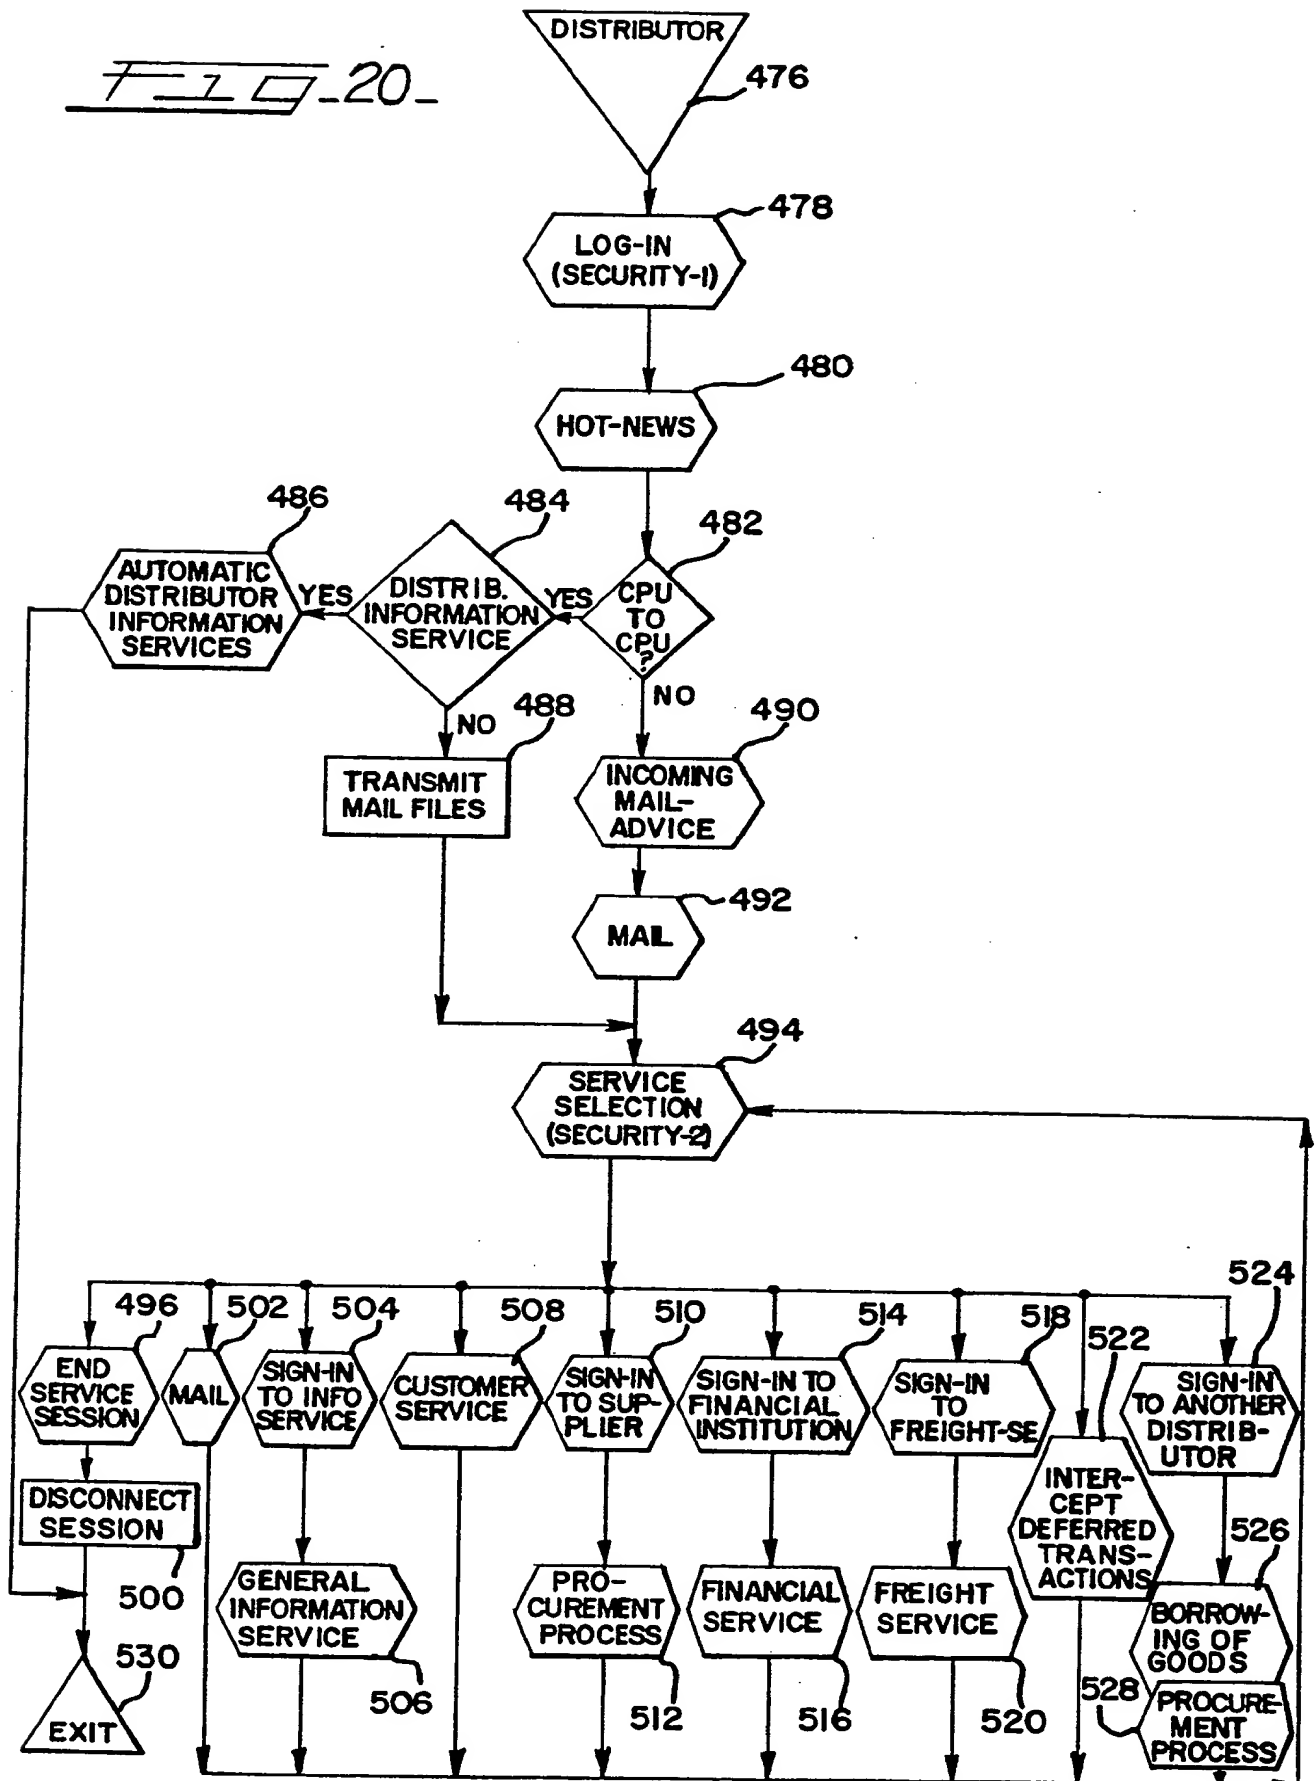 DISTRIBUTOR
Fig-20-
476
478
LOG-IN
(SECURITY-1)
480
HOT-NEWS
486
484
482
AUTOMATIC
DISTRIBUTOR
INFORMATION
SERVICES
YES
DISTRIB.
INFORMATION
SERVICE
YES
CPU
TO
CPU
?
NO
488
NO
490
TRANSMIT
MAIL FILES
INCOMING
MAIL-
ADVICE
492
MAIL
494
SERVICE
SELECTION
(SECURITY-2)
496
502
504
508
510
514
518
522
524
END
SERVICE
SESSION
MAIL
SIGN-IN
TO INFO
SERVICE
CUSTOMER
SERVICE
SIGN-IN
TO SUP-
PLIER
SIGN-IN TO
FINANCIAL
INSTITUTION
SIGN-IN
TO
FREIGHT-SE
SIGN-IN
TO ANOTHER
DISTRIB-
UTOR
DISCONNECT
SESSION
500
INTER-
CEPT
DEFERRED
TRANS-
ACTIONS
526
GENERAL
INFORMATION
SERVICE
PRO-
CUREMENT
PROCESS
FINANCIAL
SERVICE
FREIGHT
SERVICE
BORROW-
ING OF
GOODS
530
EXIT
506
512
516
520
528
PROCURE-
MENT
PROCESS